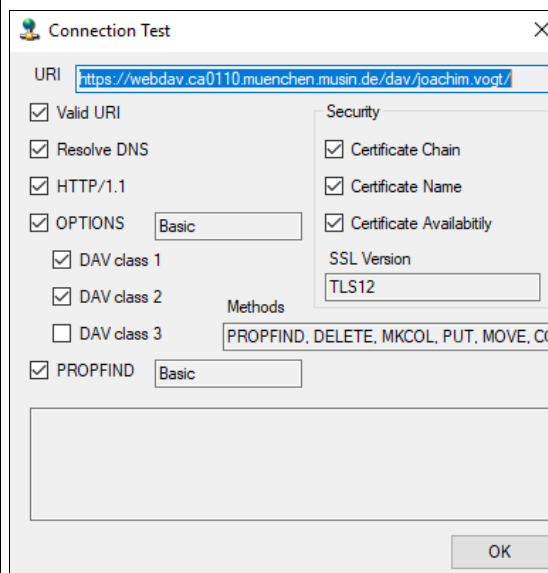 Connection Test
URI https://webdav.ca0110.muenchen.musin.de/dav/joachim.vogt/
Valid URI
Security
Resolve DNS
Certificate Chain
HTTP/1.1
Certificate Name
OPTIONS Basic
Certificate Availabitily
DAV class 1
SSL Version
DAV class 2
TLS12
Methods
DAV class 3
PROPFIND, DELETE, MKCOL, PUT, MOVE, CO
PROPFIND Basic
OK